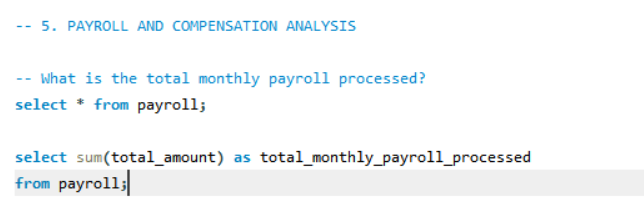 -- 5. PAYROLL AND COMPENSATION ANALYSIS
-- What is the total monthly payroll processed?
select * from payroll;
select sum(total_amount) as total_monthly_payroll_processed
from payroll;